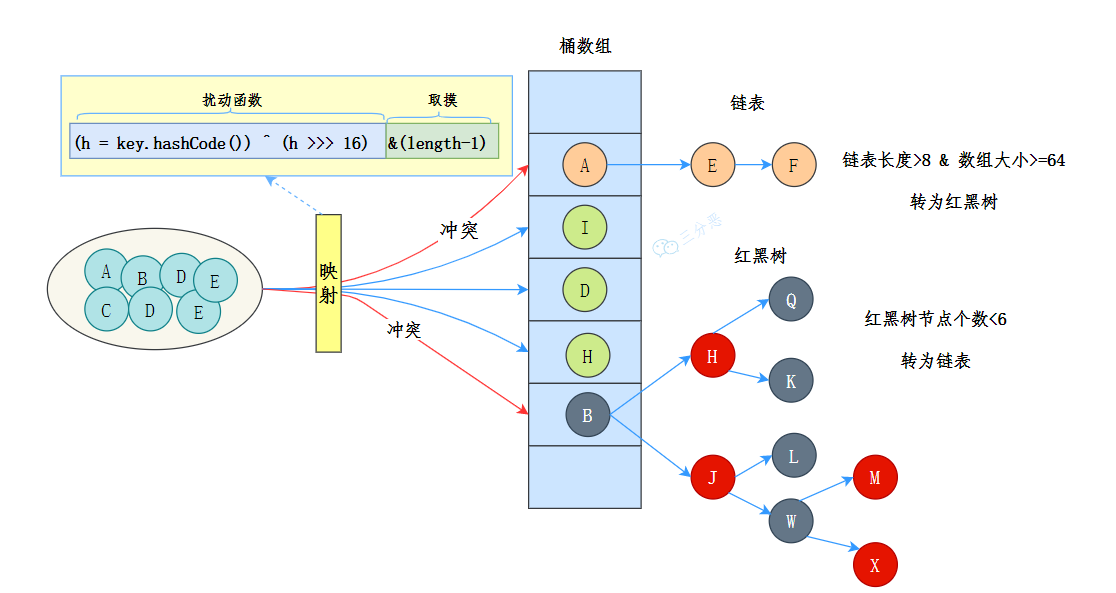 桶数组
扰动函数
取摸
(h = key.hashCode()) ^ (h >>> 16)
&(length-1)
链表
A
E
F
链表长度>8 & 数组大小>=64
转为红黑树
冲突
I
三分恶
红黑树
映
射
A
B
D
E
C
D
E
D
Q
红黑树节点个数<6
转为链表
冲突
H
H
K
B
J
L
M
W
X